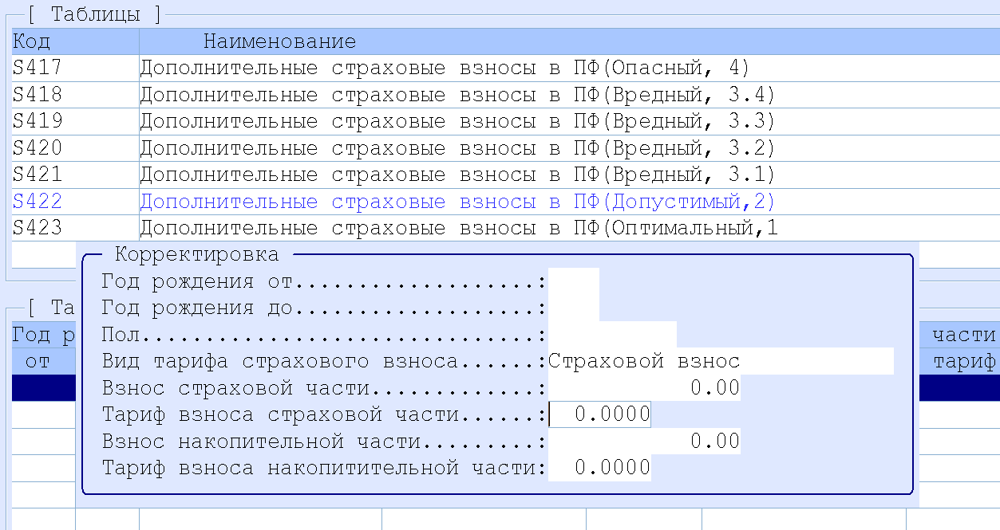 [ Таблицы ]
Код Наименование
S417 Дополнительные страховые взносы в ПФ(Опасный, 4)
S418 Дополнительные страховые взносы в ПФ(Вредный, 3.4)
S419 Дополнительные страховые взносы в ПФ(Вредный, 3.3)
S420 Дополнительные страховые взносы в ПФ(Вредный, 3.2)
S421 Дополнительные страховые взносы в ПФ(Вредный, 3.1)
S422 Дополнительные страховые взносы в ПФ(Допустимый,2)
S423 Дополнительные страховые взносы в ПФ(Оптимальный,1
Корректировка
Год рождения от...................:
Год рождения до...................:
[ Та
Год р Пол...............................: части
от Вид тарифа страхового взноса......:Страховой взнос тариф
Взнос страховой части.............: 0.00
Тариф взноса страховой части......: 0.0000
Взнос накопительной части.........: 0.00
Тариф взноса накопитительной части: 0.0000